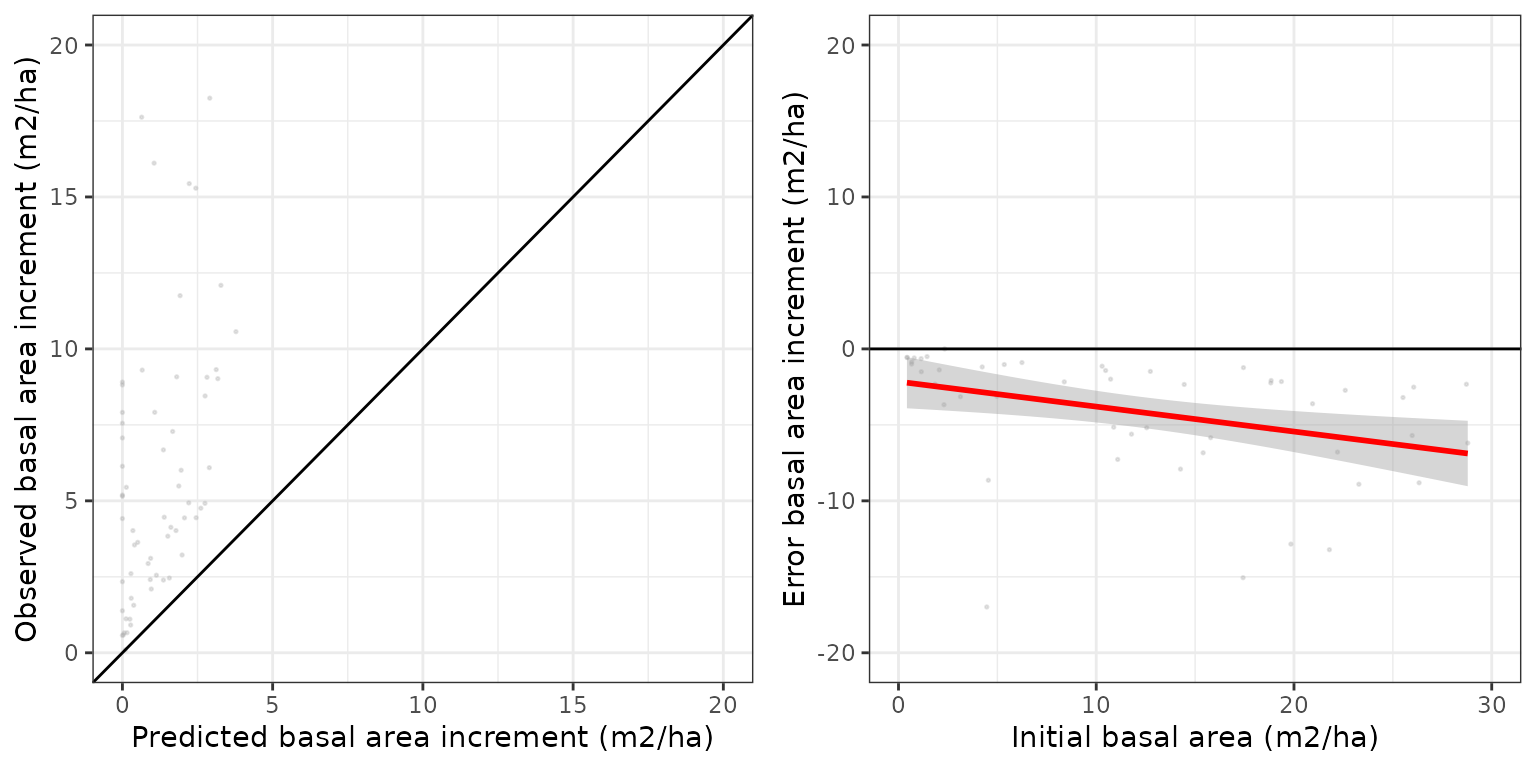 Observed basal area increment (m2/ha)
20
15
10
5
0
0 5 10 15 20
Predicted basal area increment (m2/ha)
Error basal area increment (m2/ha)
20
10
0
-10
-20
0 10 20 30
Initial basal area (m2/ha)